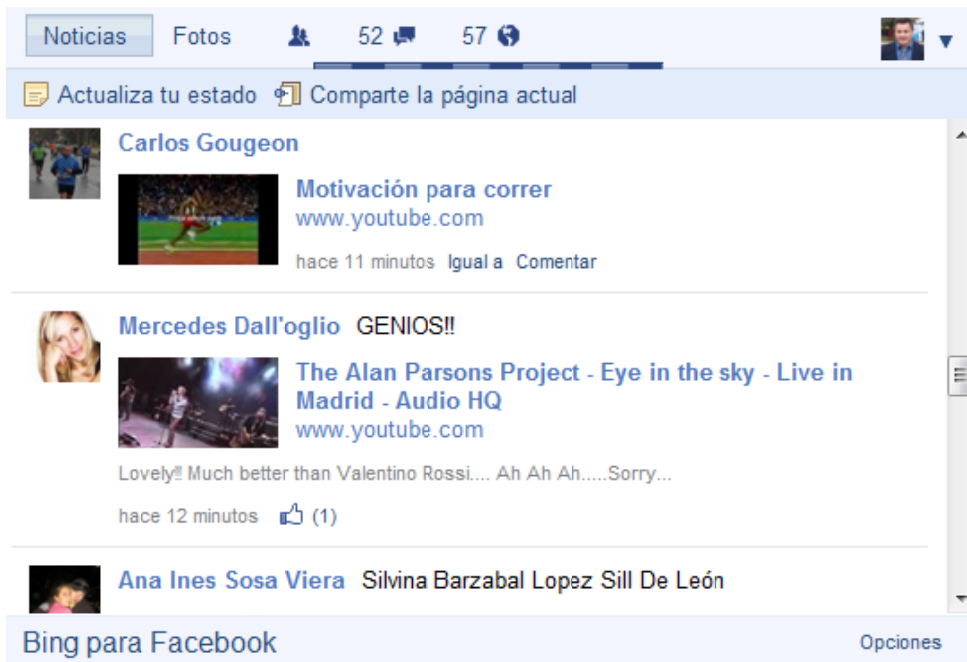 Noticias Fotos 52 57
Actualiza tu estado Comparte la página actual
Carlos Gougeon
Motivación para correr
www.youtube.com
hace 11 minutos Igual a Comentar
Mercedes Dall'oglio GENIOS!!
The Alan Parsons Project - Eye in the sky - Live in
Madrid - Audio HQ
www.youtube.com
Lovely!! Much better than Valentino Rossi.... Ah Ah Ah.....Sorry...
hace 12 minutos (1)
Ana Ines Sosa Viera Silvina Barzabal Lopez Sill De León
Bing para Facebook Opciones